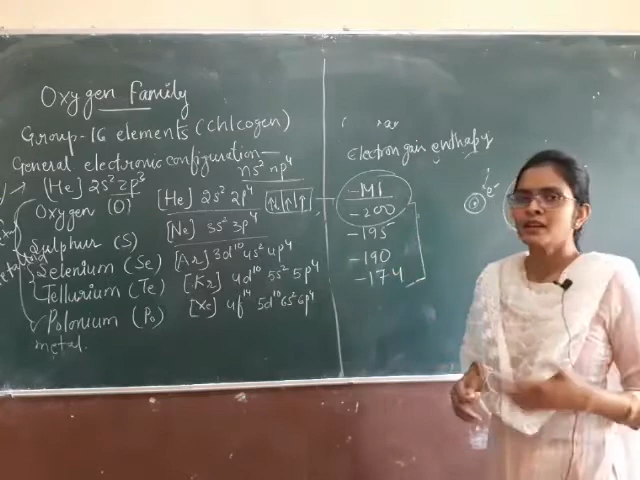 Oxygen Family
Group-16 elements (Chlcogen)
General electronic configuration—
ns² np⁴
[He] 2s² 2p³
Oxygen (O) [He] 2s² 2p⁴
Sulphur (S) [Ne] 3s² 3p⁴
Selenium (Se) [Ar] 3d¹⁰ 4s² 4p⁴
Tellurium (Te) [Kr] 4d¹⁰ 5s² 5p⁴
Polonium (Po) [Xe] 4f¹⁴ 5d¹⁰ 6s² 6p⁴
metal.
Electron gain enthalpy
-141
-200
-195
-190
-174
e⁻